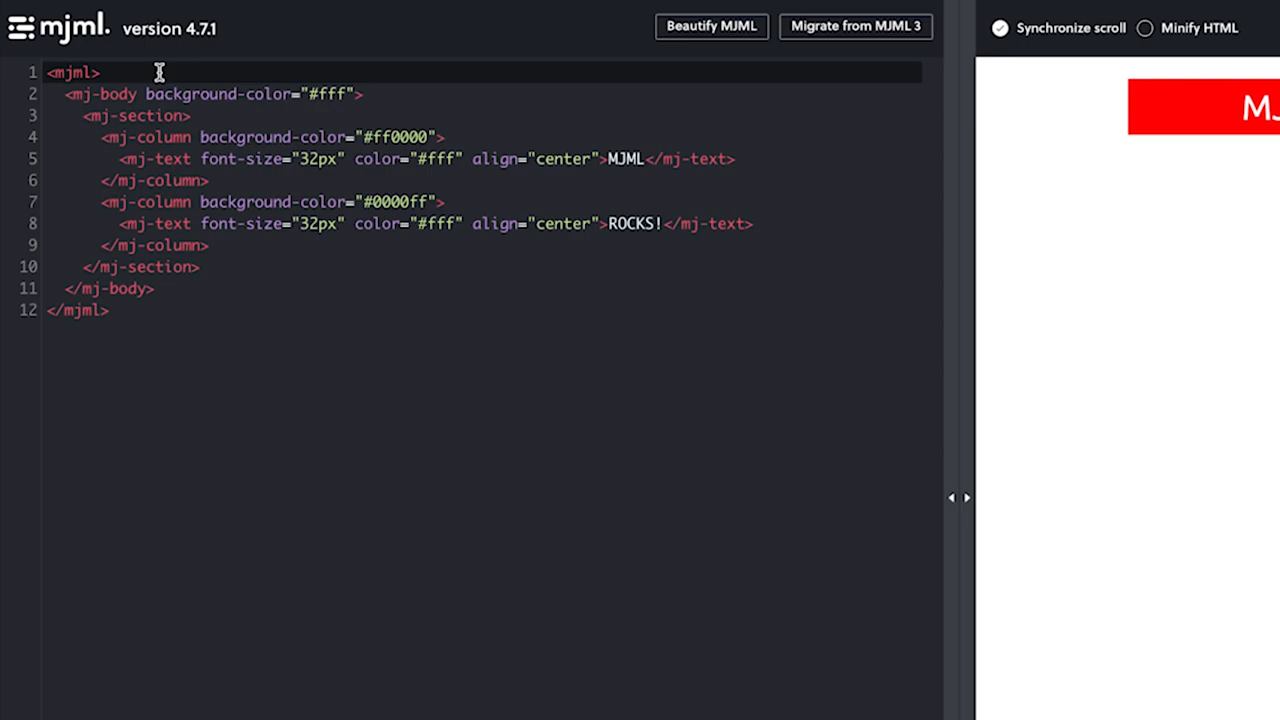 mjml. version 4.7.1
Beautify MJML
Migrate from MJML 3
Synchronize scroll
Minify HTML
1 <mjml>
2 <mj-body background-color="#fff">
3 <mj-section>
4 <mj-column background-color="#ff0000">
5 <mj-text font-size="32px" color="#fff" align="center">MJML</mj-text>
6 </mj-column>
7 <mj-column background-color="#0000ff">
8 <mj-text font-size="32px" color="#fff" align="center">ROCKS!</mj-text>
9 </mj-column>
10 </mj-section>
11 </mj-body>
12 </mjml>